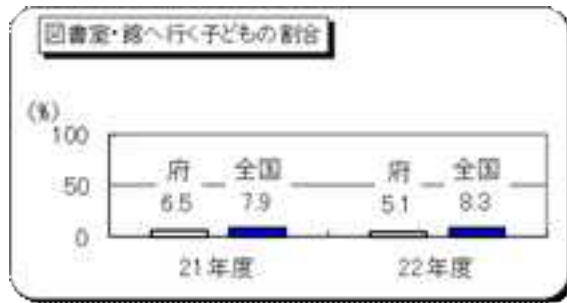 図書室・館へ行く子どもの割合
(%)
100
50
0
府 全国 府 全国
6.5 7.9 5.1 8.3
21年度 22年度